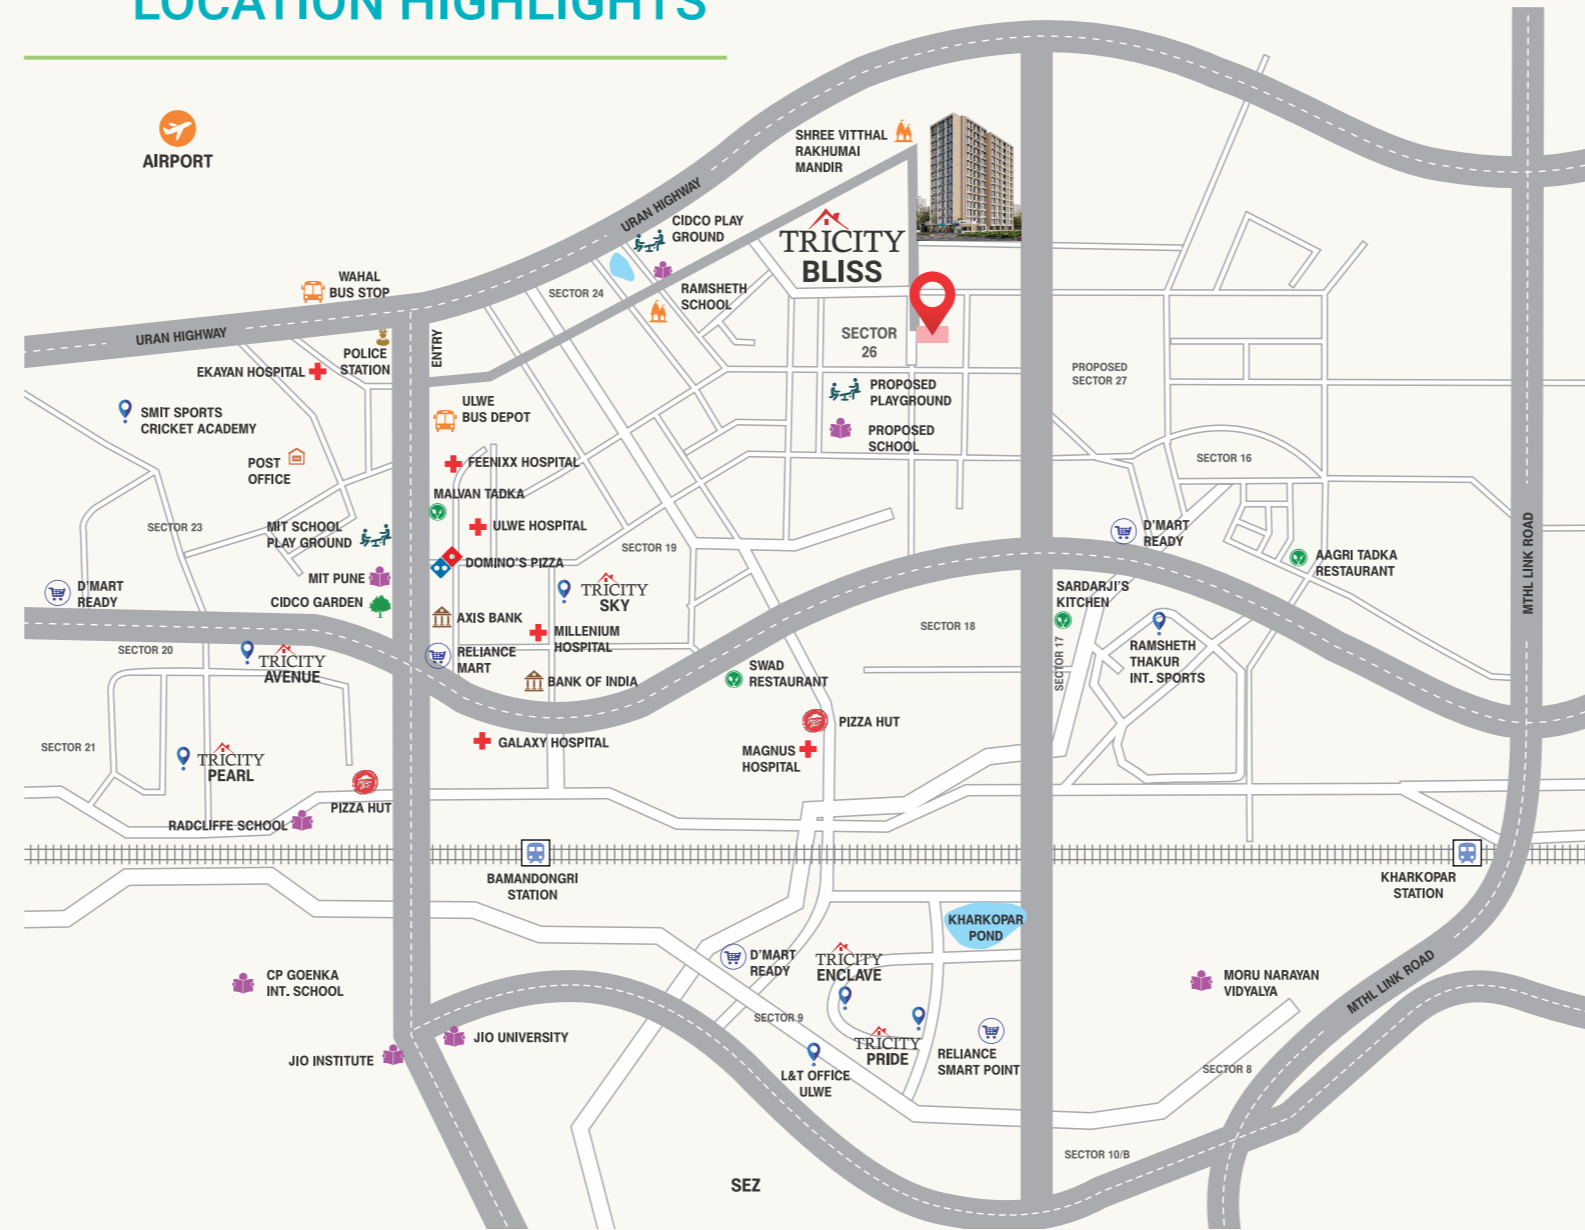 LOCATION HIGHLIGHTS
AIRPORT
SHREE VITTHAL
RAKHUMAI
MANDIR
URAN HIGHWAY
CIDCO PLAY
GROUND
TRICITY
BLISS
WAHAL
BUS STOP
SECTOR 24
RAMSHETH
SCHOOL
URAN HIGHWAY
POLICE
STATION
ENTRY
SECTOR
26
EKAYAN HOSPITAL
PROPOSED
SECTOR 27
PROPOSED
PLAYGROUND
SMIT SPORTS
CRICKET ACADEMY
ULWE
BUS DEPOT
PROPOSED
SCHOOL
POST
OFFICE
FEENIXX HOSPITAL
SECTOR 16
MALVAN TADKA
SECTOR 23
MIT SCHOOL
PLAY GROUND
ULWE HOSPITAL
D'MART
READY
SECTOR 19
MTHL LINK ROAD
DOMINO'S PIZZA
AAGRI TADKA
RESTAURANT
MIT PUNE
D'MART
READY
CIDCO GARDEN
TRICITY
SKY
SARDARJI'S
KITCHEN
AXIS BANK
MILLENIUM
HOSPITAL
SECTOR 18
SECTOR 20
TRICITY
AVENUE
RELIANCE
MART
SECTOR 17
RAMSHETH
THAKUR
INT. SPORTS
BANK OF INDIA
SWAD
RESTAURANT
PIZZA HUT
SECTOR 21
GALAXY HOSPITAL
MAGNUS
HOSPITAL
TRICITY
PEARL
PIZZA HUT
RADCLIFFE SCHOOL
BAMANDONGRI
STATION
KHARKOPAR
STATION
KHARKOPAR
POND
D'MART
READY
TRICITY
ENCLAVE
CP GOENKA
INT. SCHOOL
MORU NARAYAN
VIDYALYA
MTHL LINK ROAD
SECTOR 9
JIO UNIVERSITY
TRICITY
PRIDE
RELIANCE
SMART POINT
JIO INSTITUTE
L&T OFFICE
ULWE
SECTOR 8
SECTOR 10/B
SEZ